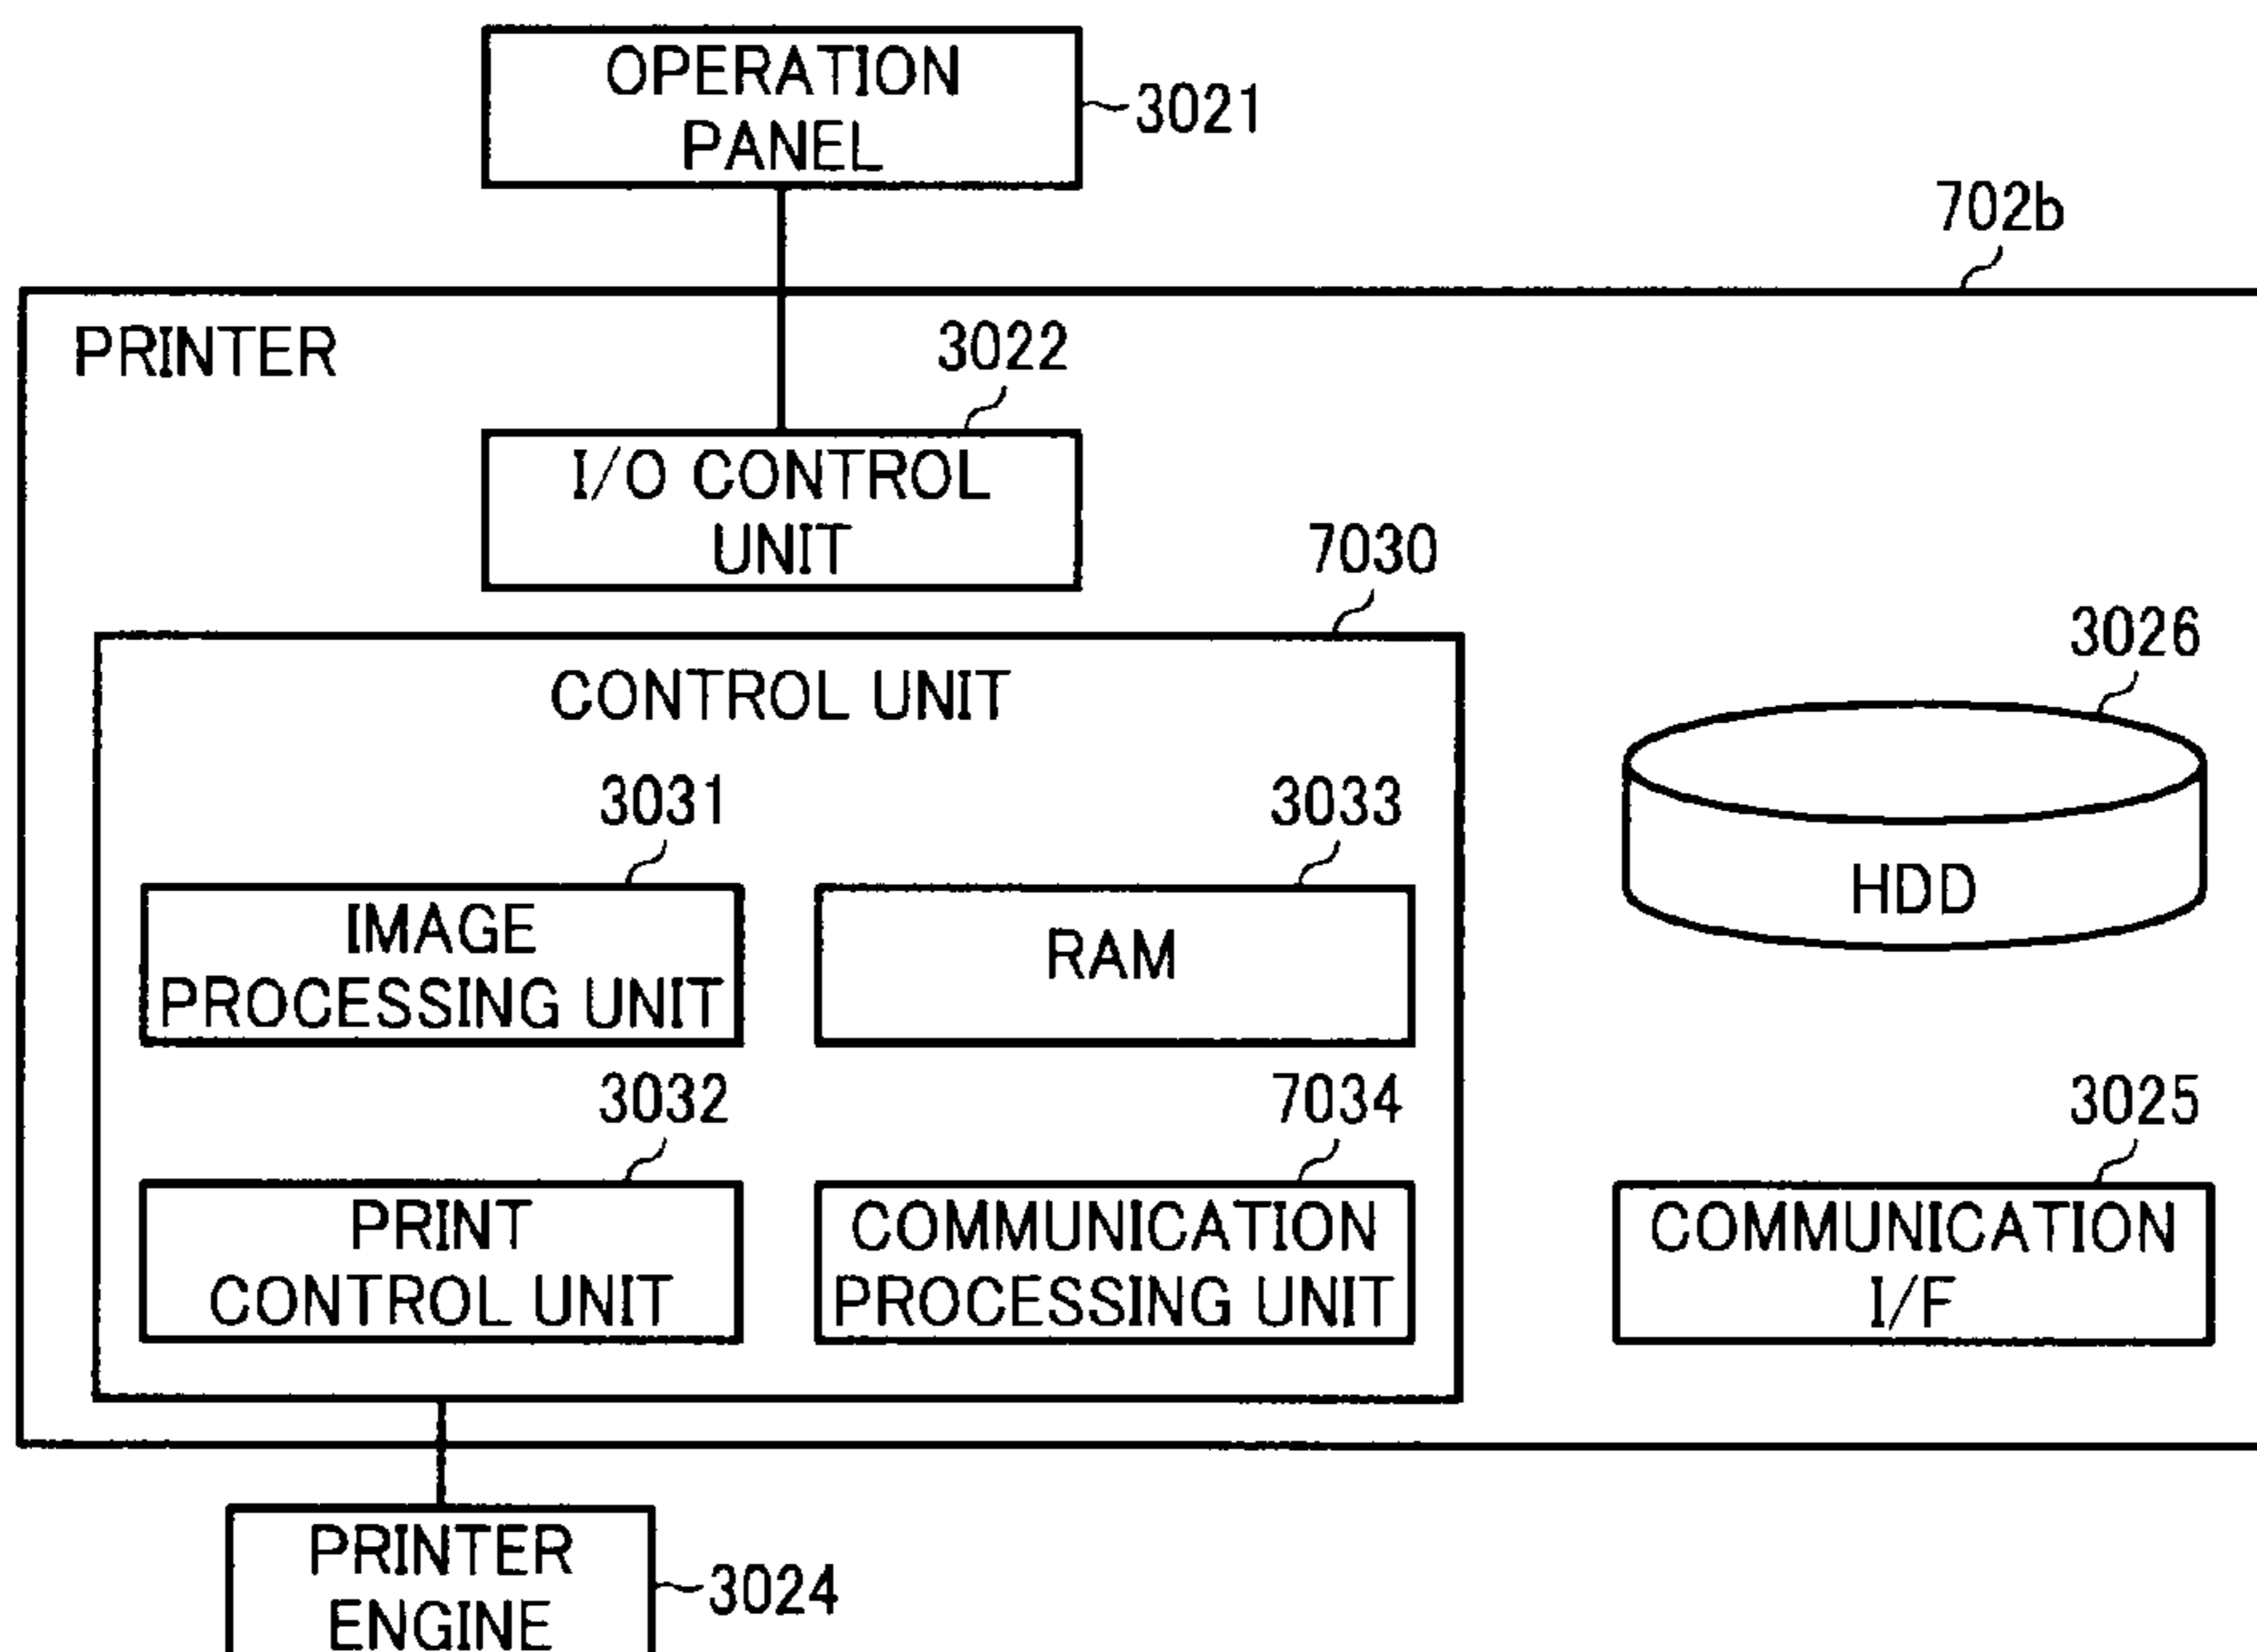 OPERATION
PANEL
3021
702b
PRINTER
3022
I/O CONTROL
UNIT
7030
CONTROL UNIT
3026
HDD
3031
IMAGE
PROCESSING UNIT
3033
RAM
3032
PRINT
CONTROL UNIT
7034
COMMUNICATION
PROCESSING UNIT
3025
COMMUNICATION
I/F
PRINTER
ENGINE
3024